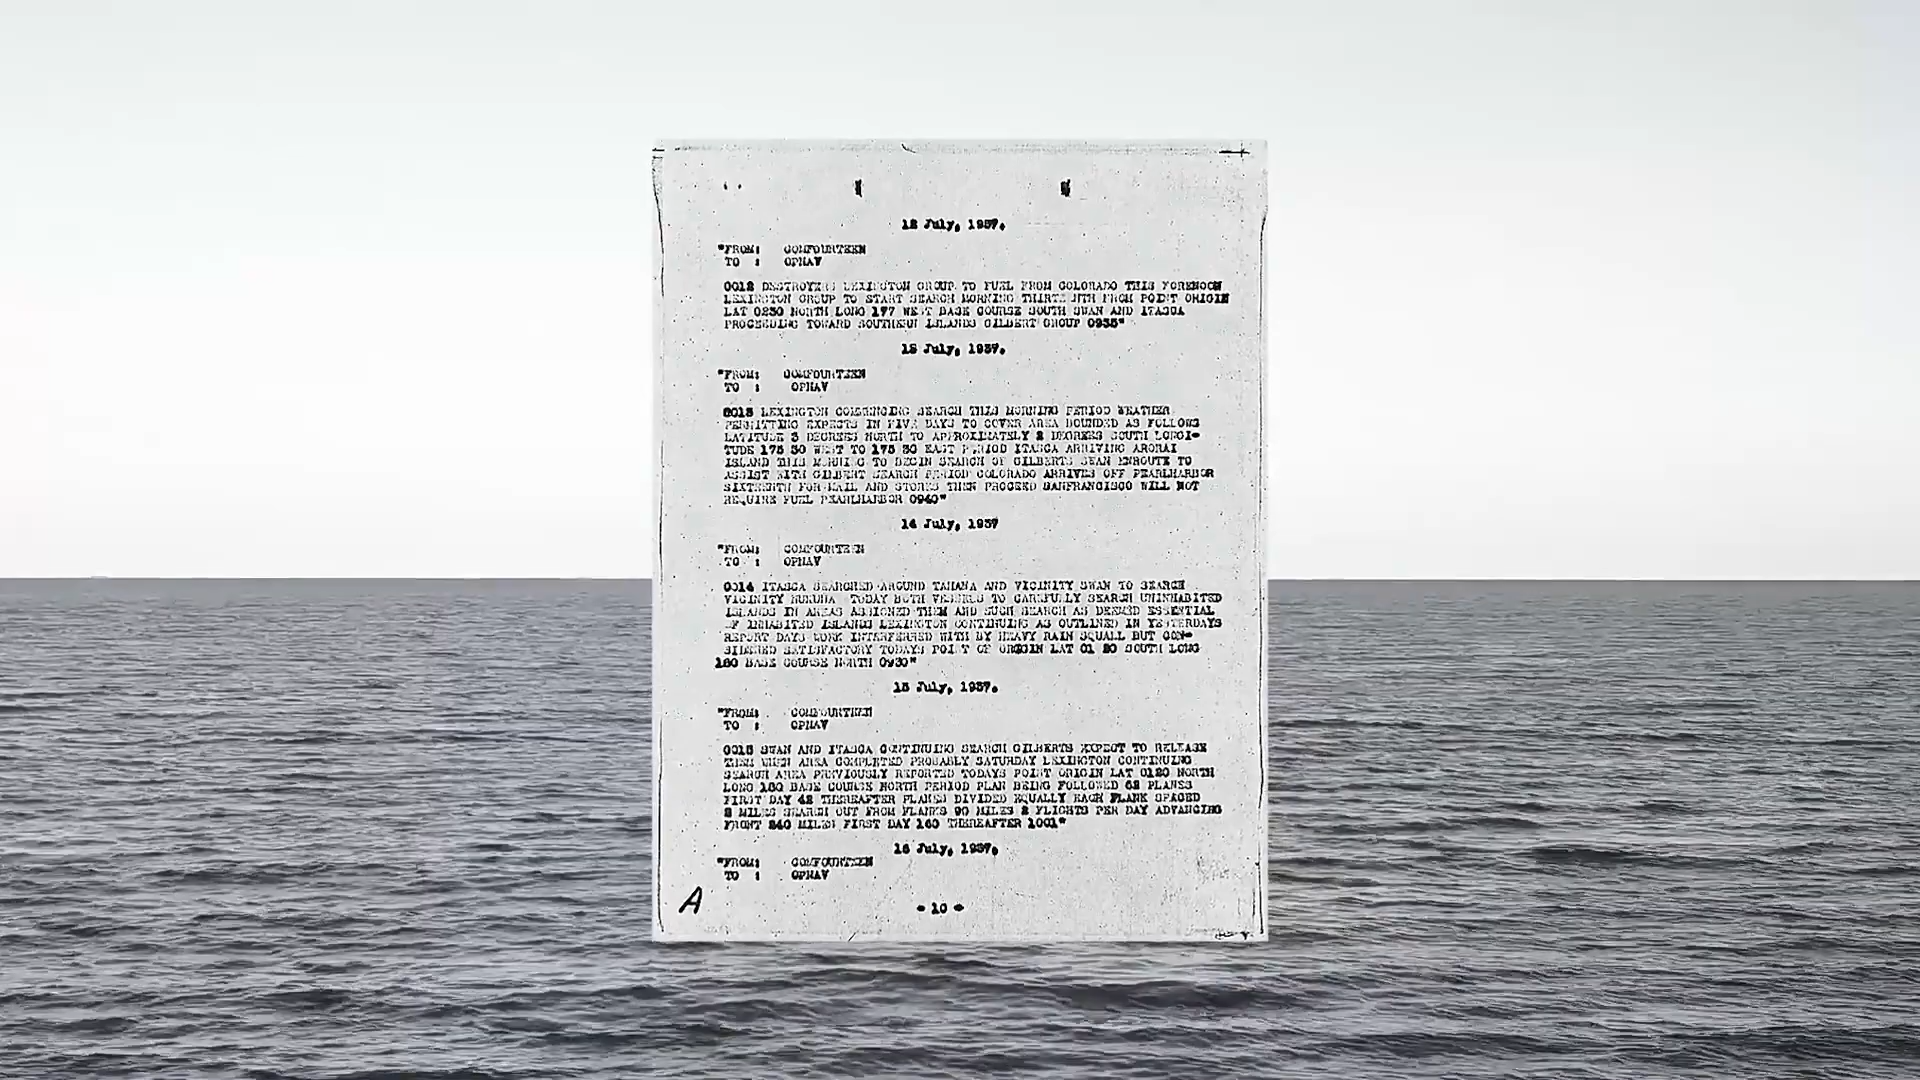 12 July, 1937.
"FROM: COMFOURTEEN
TO : OPNAV
0012 DESTROYERS LEXINGTON GROUP TO FUEL FROM COLORADO THIS FORENOON
LEXINGTON GROUP TO START SEARCH MORNING THIRTEENTH FROM POINT ORIGIN
LAT 0230 NORTH LONG 177 WEST BASE COURSE SOUTH SWAN AND ITASCA
PROCEEDING TOWARD SOUTHERN ISLANDS GILBERT GROUP 0935"
July, 1937.
"FROM: COMFOURTEEN
TO : OPNAV
LEXINGTON COMMENCING SEARCH THIS MORNING PERIOD WEATHER
PERMITTING EXPECTS IN FIVE DAYS TO COVER AREA BOUNDED AS FOLLOWS
LATITUDE 3 DEGREES NORTH TO APPROXIMATELY 2 DEGREES SOUTH LONGI-
TUDE 175 30 WEST TO 175 30 EAST PERIOD ITASCA ARRIVING ARORAI
ISLAND THIS MORNING TO BEGIN SEARCH OF GILBERTS SWAN ENROUTE TO
ASSIST WITH GILBERT SEARCH PERIOD COLORADO ARRIVES OFF PEARLHARBOR
SIXTEENTH FOR MAIL AND STORES THEN PROCEED SANFRANCISCO WILL NOT
REQUIRE FUEL PEARLHARBOR 0940"
14 July, 1937
"FROM: COMFOURTEEN
TO : OPNAV
0014 ITASCA SEARCHED AROUND TAMANA AND VICINITY SWAN TO SEARCH
VICINITY TODAY BOTH VESSELS TO CAREFULLY SEARCH UNINHABITED
ISLANDS IN AREAS ASSIGNED THEM AND SUCH SEARCH AS DEEMED ESSENTIAL
OF INHABITED ISLANDS LEXINGTON CONTINUING AS OUTLINED IN YESTERDAYS
REPORT DAYS WORK INTERFERRED WITH BY HEAVY RAIN SQUALL BUT CON-
SIDERED SATISFACTORY TODAYS POINT OF ORIGIN LAT 01 20 SOUTH LONG
180 BASE COURSE NORTH 0930"
15 July, 1937.
"FROM: COMFOURTEEN
TO : OPNAV
0015 SWAN AND ITASCA CONTINUING SEARCH GILBERTS EXPECT TO RELEASE
THEM WHEN AREA COMPLETED PROBABLY SATURDAY LEXINGTON CONTINUING
SEARCH AREA PREVIOUSLY REPORTED TODAYS POINT ORIGIN LAT 0120 NORTH
LONG 180 BASE COURSE NORTH PERIOD PLAN BEING FOLLOWED PLANES
FIRST DAY 42 THEREAFTER PLANES DIVIDED EQUALLY EACH FLANK SPACED
2 MILES SEARCH OUT FROM FLANKS 90 MILES 2 FLIGHTS PER DAY ADVANCING
FRONT 240 MILES FIRST DAY 160 THEREAFTER 1001"
16 July, 1937.
"FROM: COMFOURTEEN
TO : OPNAV
A
- 10 -